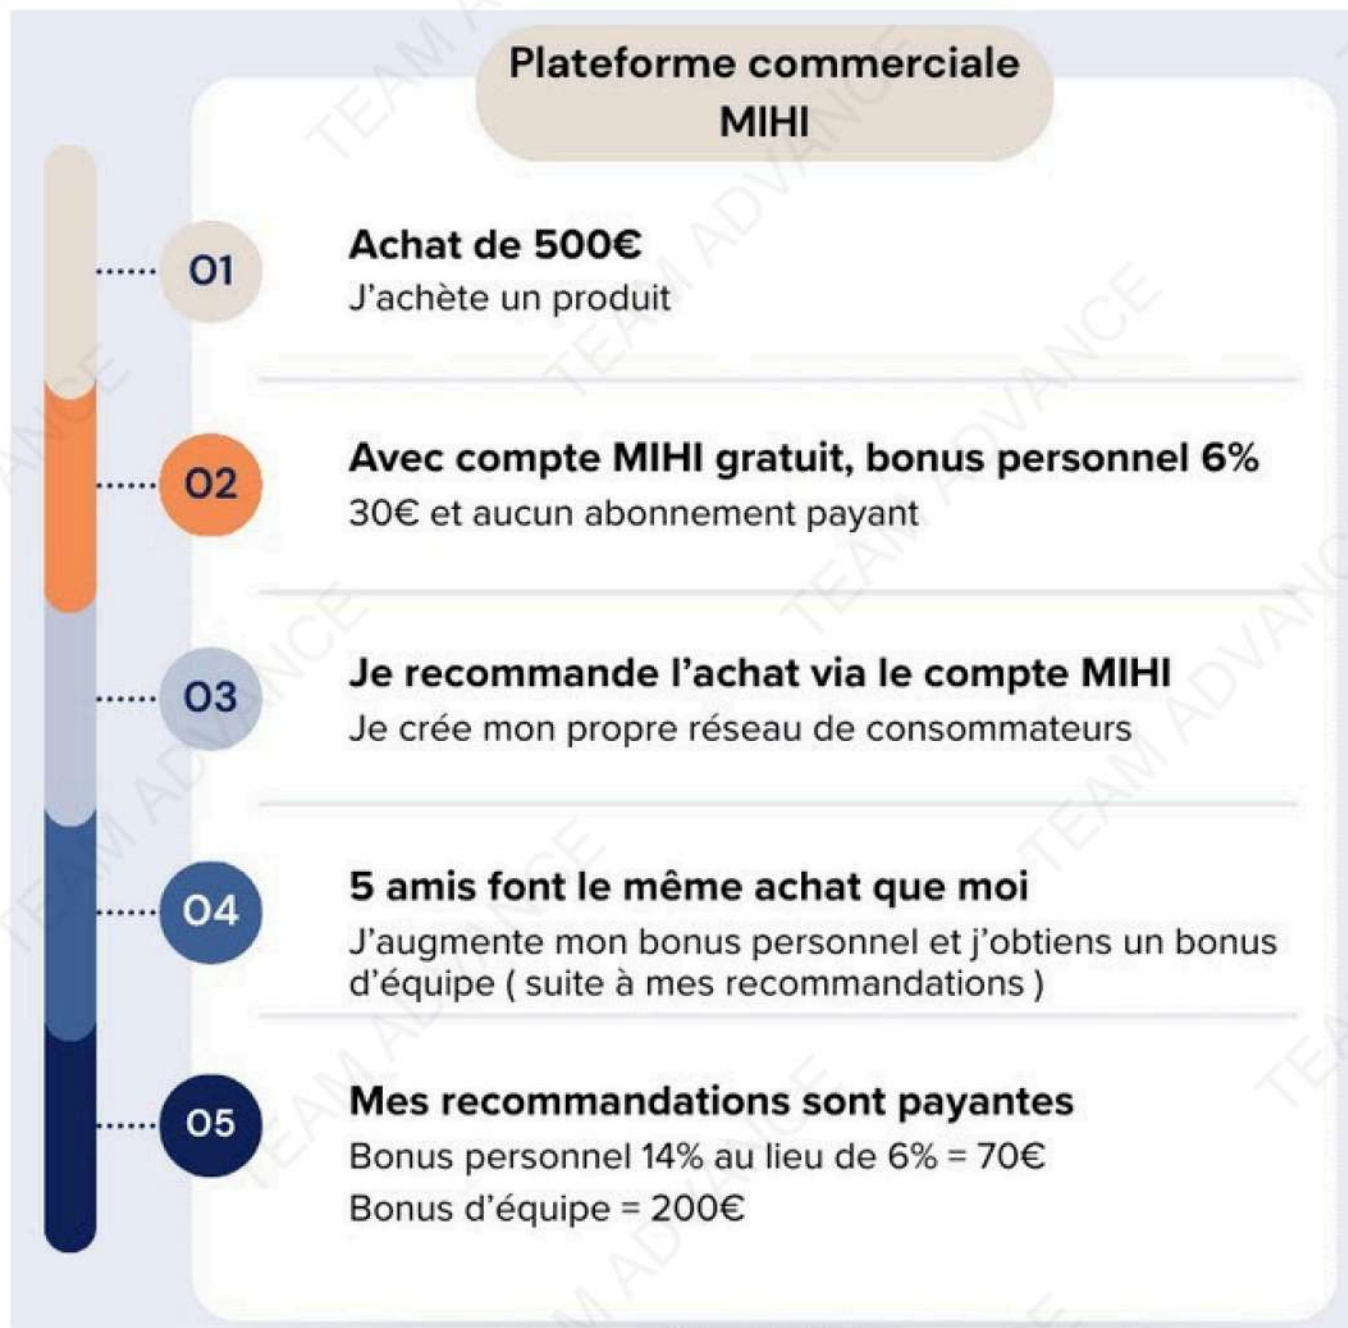 Plateforme commerciale
MIHI
01
Achat de 500€
J'achète un produit
02
Avec compte MIHI gratuit, bonus personnel 6%
30€ et aucun abonnement payant
03
Je recommande l'achat via le compte MIHI
Je crée mon propre réseau de consommateurs
04
5 amis font le même achat que moi
J'augmente mon bonus personnel et j'obtiens un bonus
d'équipe ( suite à mes recommandations )
05
Mes recommandations sont payantes
Bonus personnel 14% au lieu de 6% = 70€
Bonus d'équipe = 200€
TEAM ADVANCE